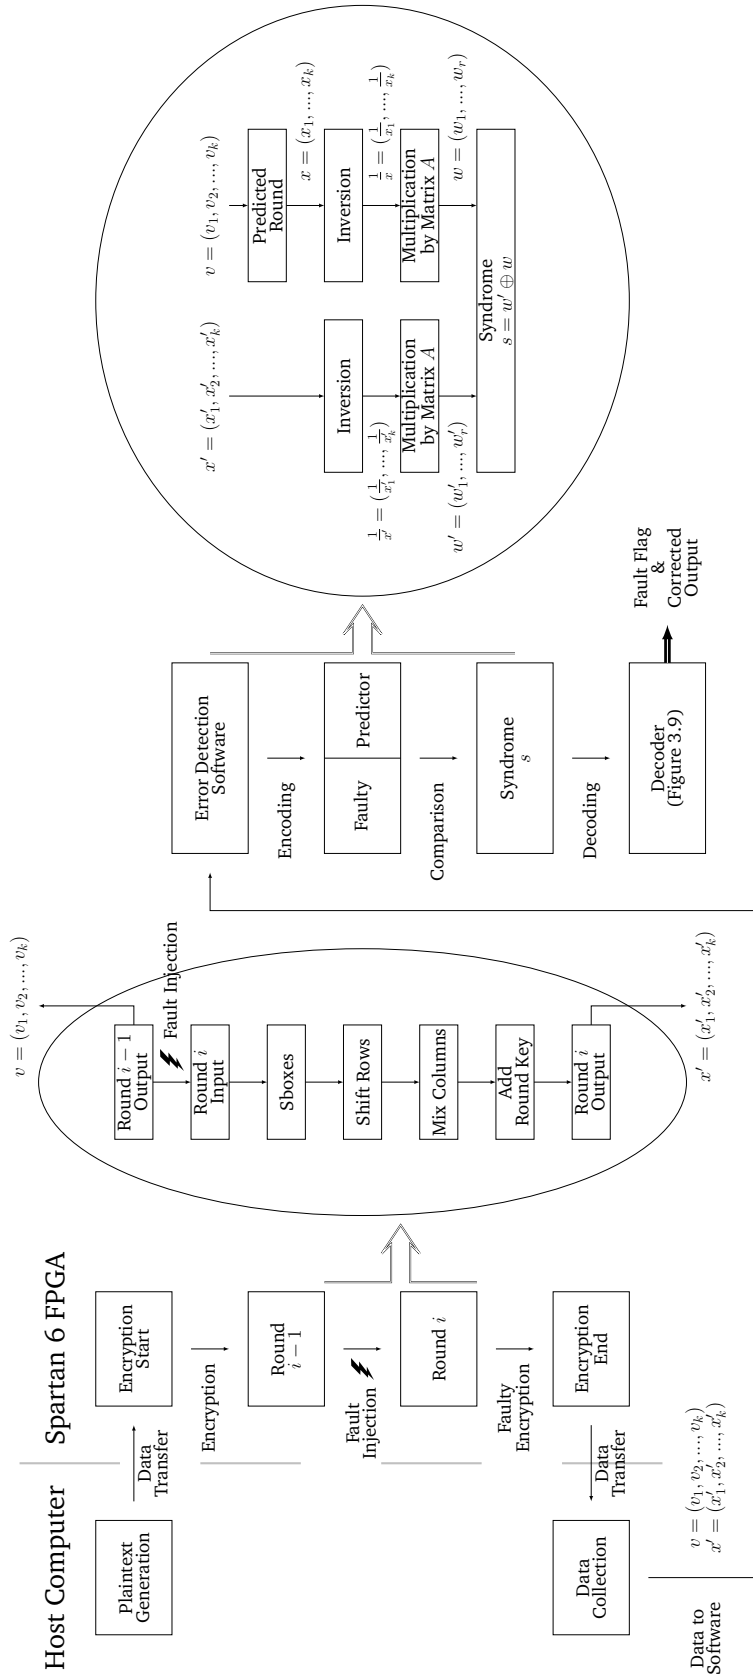 Host Computer
Spartan 6 FPGA
Plaintext
Generation
Data
Transfer
Encryption
Start
Encryption
Round
i − 1
Fault
Injection
Round i
Faulty
Encryption
Encryption
End
Data
Transfer
Data
Collection
v = (v₁, v₂, ..., vₖ)
x′ = (x′₁, x′₂, ..., x′ₖ)
Data to
Software
v = (v₁, v₂, ..., vₖ)
Round i − 1
Output
Fault Injection
Round i
Input
Sboxes
Shift Rows
Mix Columns
Add
Round Key
Round i
Output
x′ = (x′₁, x′₂, ..., x′ₖ)
Error Detection
Software
Encoding
Faulty
Predictor
Comparison
Syndrome
s
Decoding
Decoder
(Figure 3.9)
Fault Flag
&
Corrected
Output
x′ = (x′₁, x′₂, ..., x′ₖ)
Inversion
1/x′ = (1/x′₁, ..., 1/x′ₖ)
Multiplication
by Matrix A
w′ = (w′₁, ..., w′ᵣ)
v = (v₁, v₂, ..., vₖ)
Predicted
Round
x = (x₁, ..., xₖ)
Inversion
1/x = (1/x₁, ..., 1/xₖ)
Multiplication
by Matrix A
w = (w₁, ..., wᵣ)
Syndrome
s = w′ ⊕ w